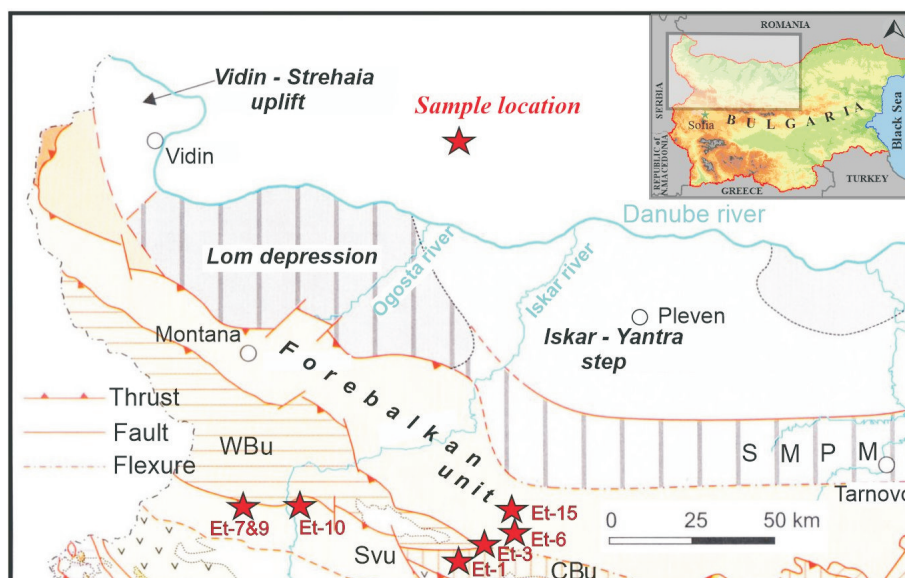 ROMANIA
SERBIA
REPUBLIC of
N.MACEDONIA
Sofia
BULGARIA
Black Sea
TURKEY
GREECE
Vidin - Strehaia
uplift
Vidin
Sample location
Danube river
Lom depression
Ogosta river
Iskar river
Pleven
Iskar - Yantra
step
Montana
Forebalkan
unit
Thrust
Fault
Flexure
WBu
S M P M
Tarnovo
Et-7&9
Et-10
Et-15
Et-6
Et-3
Et-1
Svu
CBu
0 25 50 km